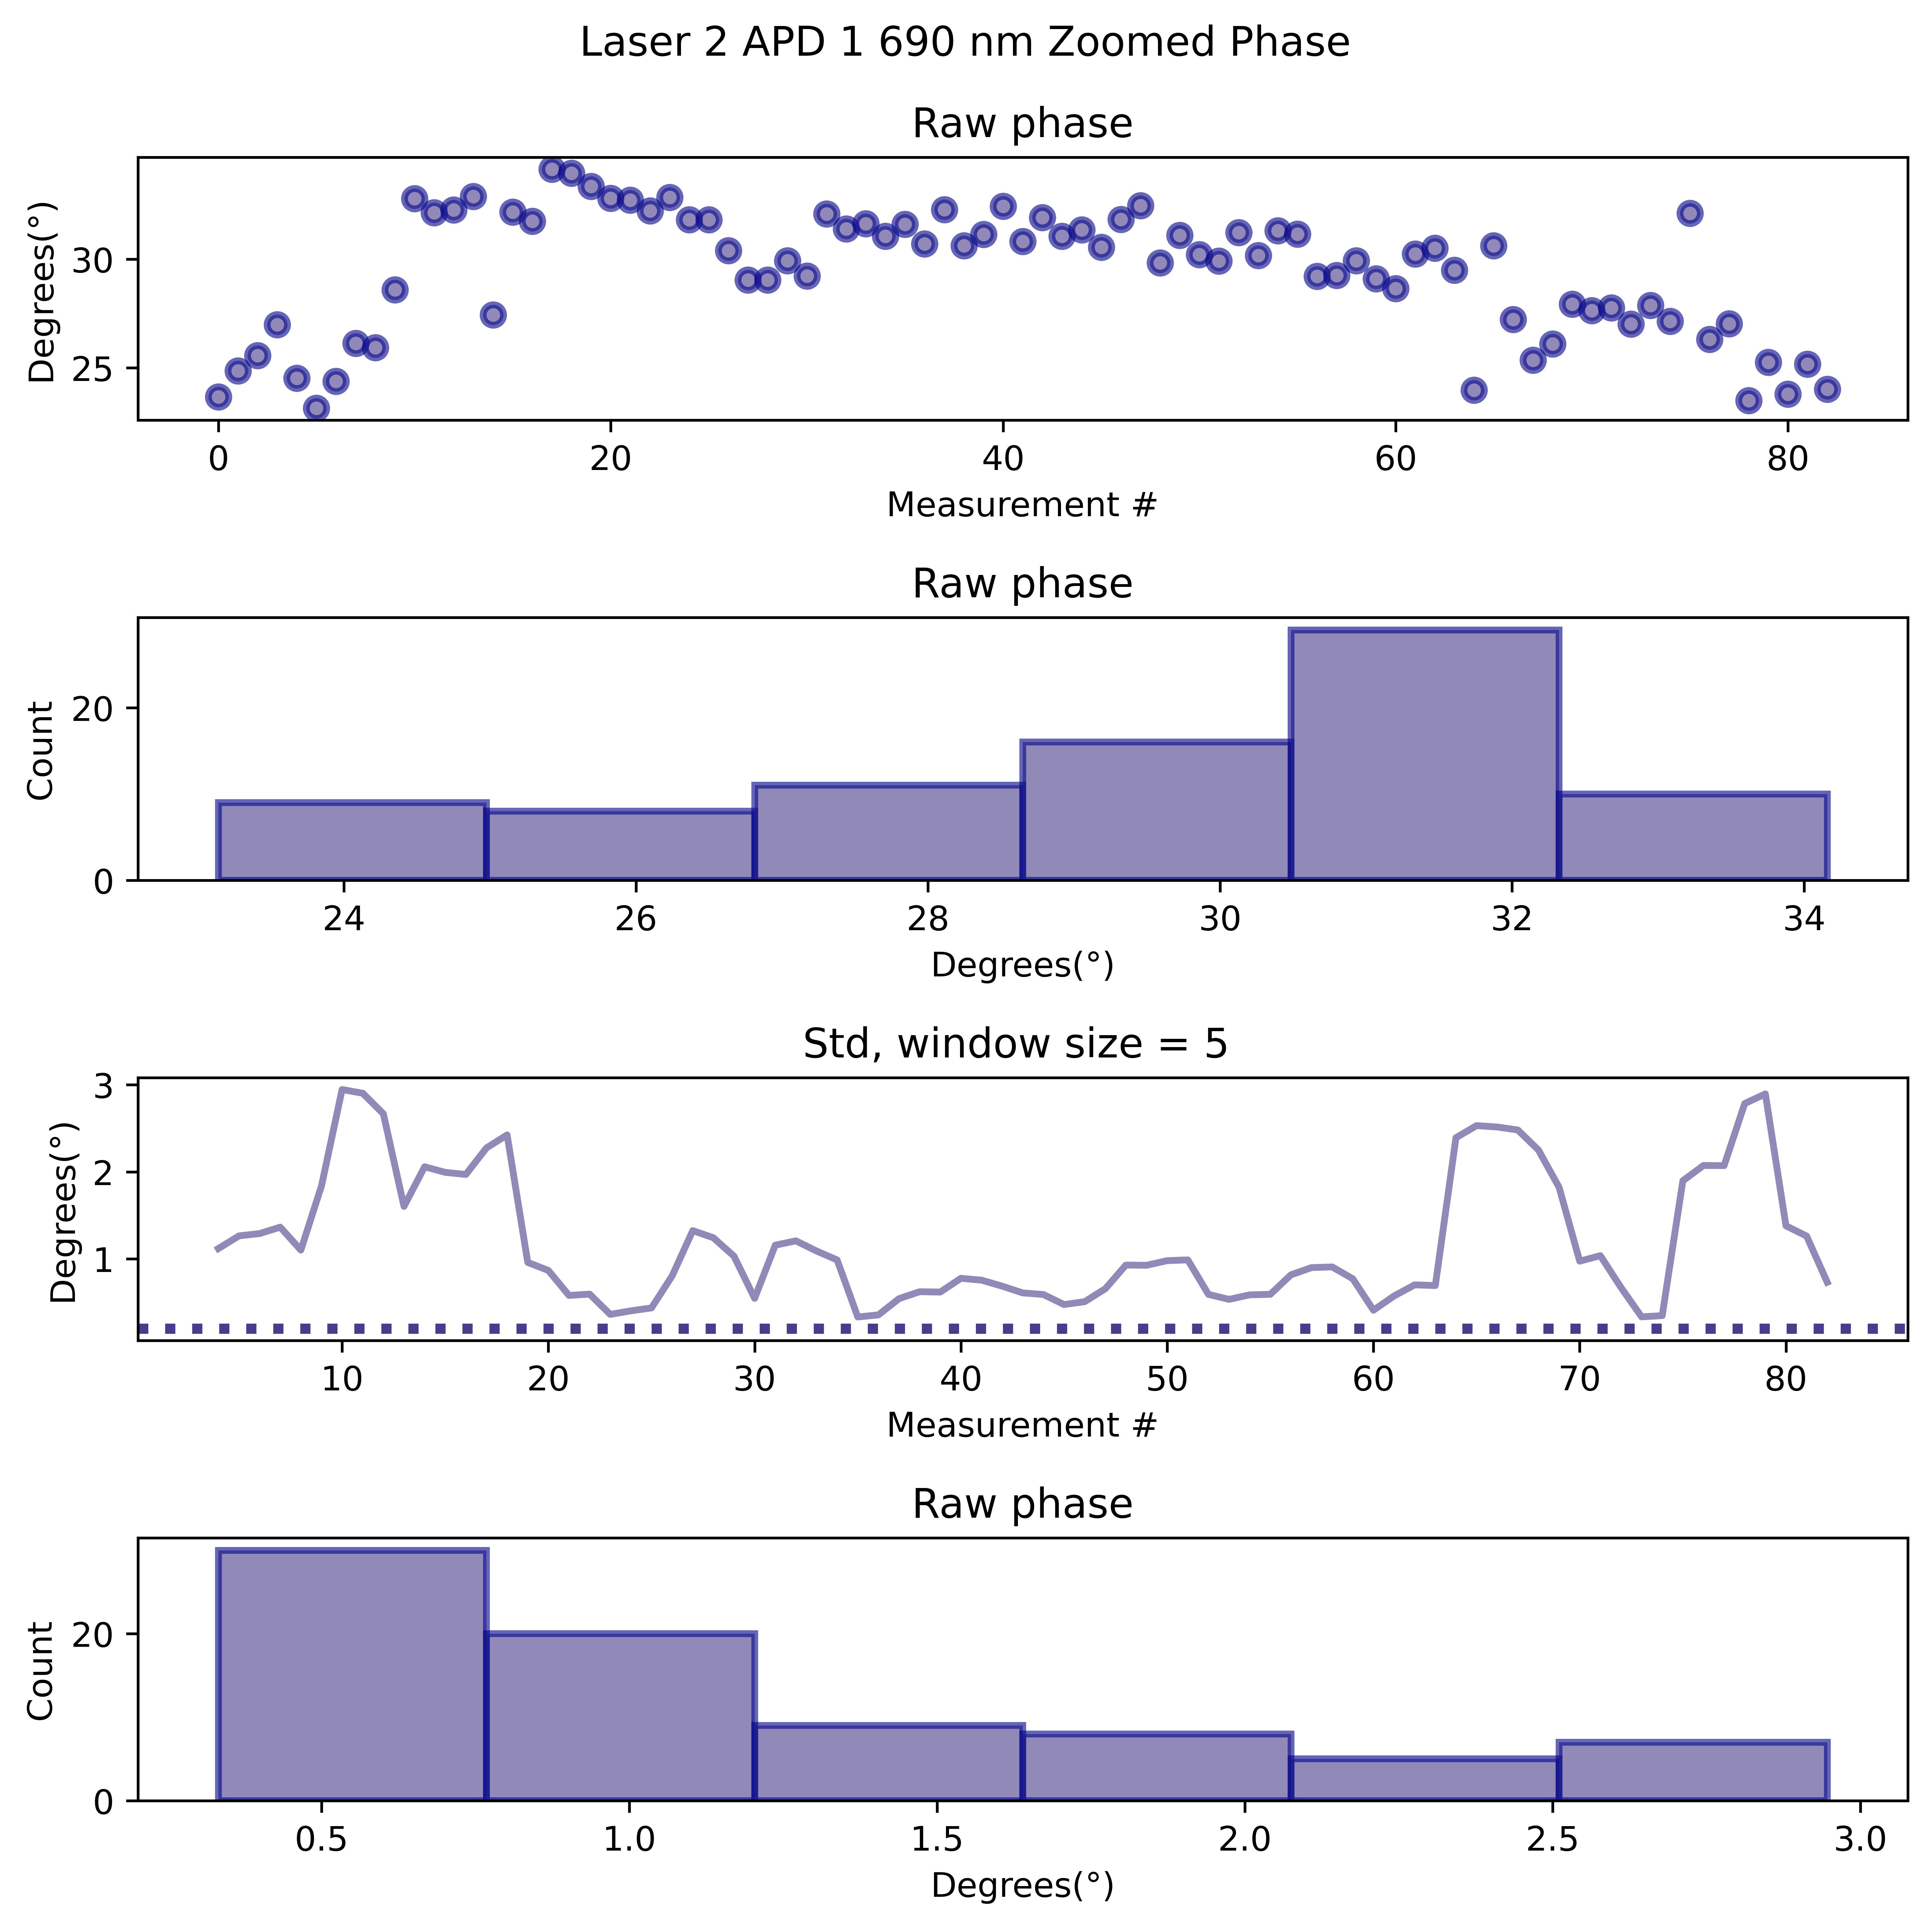 Laser 2 APD 1 690 nm Zoomed Phase
Raw phase
Degrees(°)
30
25
0 20 40 60 80
Measurement #
Raw phase
Count
20
0
24 26 28 30 32 34
Degrees(°)
Std, window size = 5
Degrees(°)
3
2
1
10 20 30 40 50 60 70 80
Measurement #
Raw phase
Count
20
0
0.5 1.0 1.5 2.0 2.5 3.0
Degrees(°)